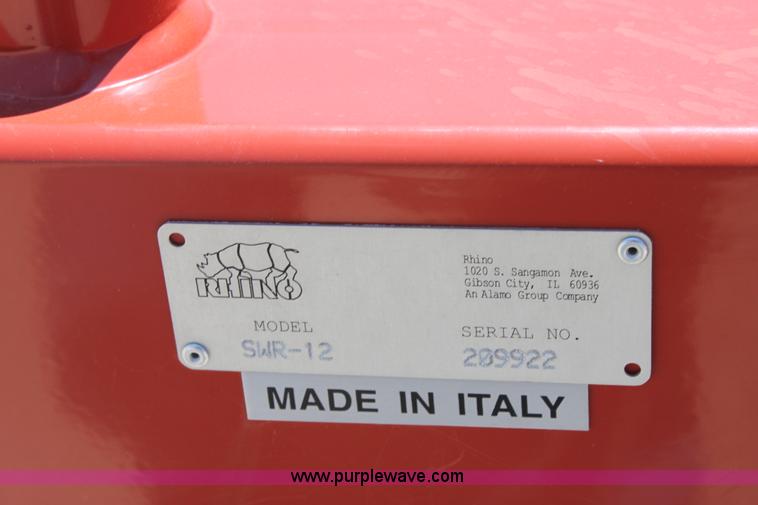 RHINO
Rhino
1020 S. Sangamon Ave.
Gibson City, IL 60936
An Alamo Group Company
MODEL
SERIAL NO.
SWR-12
209922
MADE IN ITALY
www.purplewave.com